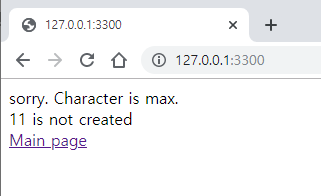 127.0.0.1:3300
127.0.0.1:3300
sorry. Character is max.
11 is not created
Main page